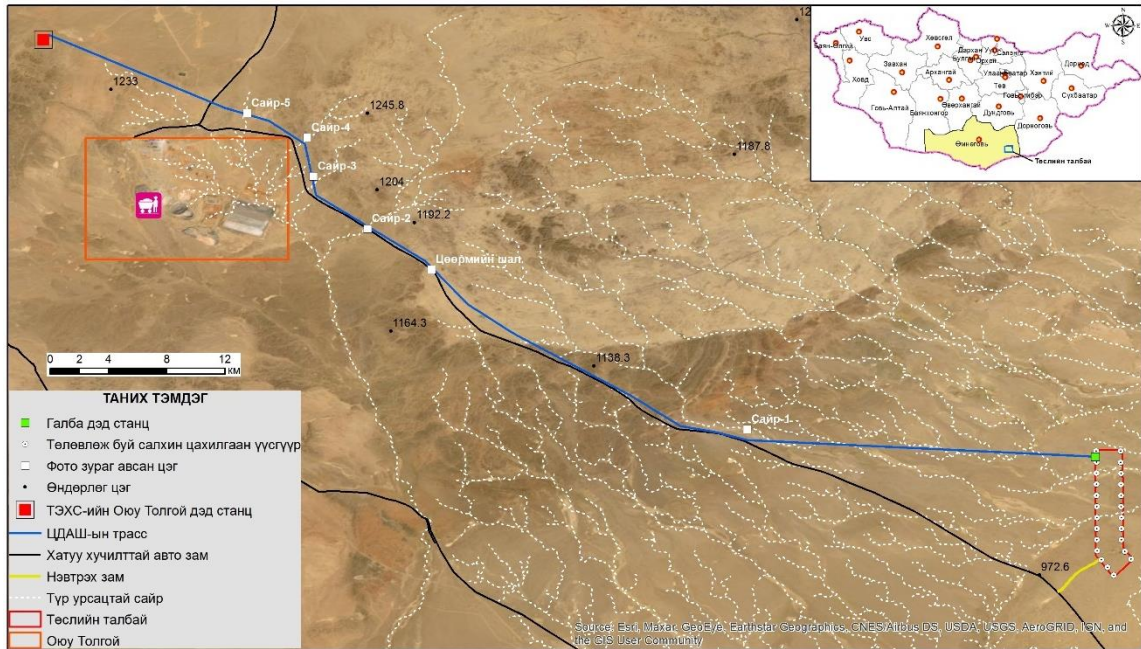 N
W
E
S
Баян-Өлгий
Увс
Ховд
Завхан
Говь-Алтай
Хөвсгөл
Архангай
Баянхонгор
Өвөрхангай
Булган
Дархан Уул
Орхон
Сэлэнгэ
Улаанбаатар
Төв
Говьсүмбэр
Дундговь
Өмнөговь
Хэнтий
Дорнод
Сүхбаатар
Дорноговь
Төслийн талбай
1233
Сайр-5
1245.8
Сайр-4
1187.8
Сайр-3
1204
1192.2
Сайр-2
Цөөрмийн шал.
1164.3
1138.3
Сайр-1
972.6
0 2 4 8 12
КМ
ТАНИХ ТЭМДЭГ
Галба дэд станц
Төлөвлөж буй салхин цахилгаан үүсгүүр
Фото зураг авсан цэг
Өндөрлөг цэг
ТЭХС-ийн Оюу Толгой дэд станц
ЦДАШ-ын трасс
Хатуу хучилттай авто зам
Нэвтрэх зам
Түр урсацтай сайр
Төслийн талбай
Оюу Толгой
Source: Esri, Maxar, GeoEye, Earthstar Geographics, CNES/Airbus DS, USDA, USGS, AeroGRID, IGN, and
the GIS User Community